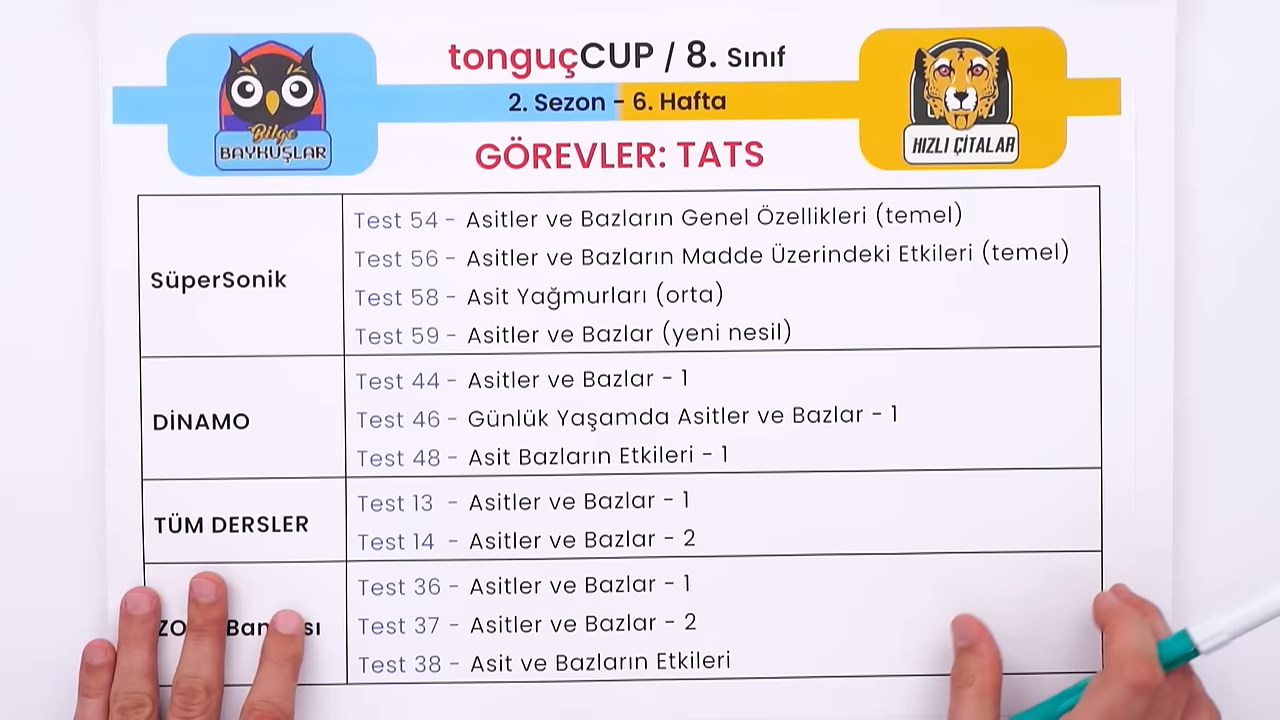 tonguçCUP / 8. Sınıf
2. Sezon - 6. Hafta
Bilge
BAYKUŞLAR
HIZLI ÇİTALAR
GÖREVLER: TATS
SüperSonik
Test 54 - Asitler ve Bazların Genel Özellikleri (temel)
Test 56 - Asitler ve Bazların Madde Üzerindeki Etkileri (temel)
Test 58 - Asit Yağmurları (orta)
Test 59 - Asitler ve Bazlar (yeni nesil)
DİNAMO
Test 44 - Asitler ve Bazlar - 1
Test 46 - Günlük Yaşamda Asitler ve Bazlar - 1
Test 48 - Asit Bazların Etkileri - 1
TÜM DERSLER
Test 13 - Asitler ve Bazlar - 1
Test 14 - Asitler ve Bazlar - 2
Test 36 - Asitler ve Bazlar - 1
Test 37 - Asitler ve Bazlar - 2
Test 38 - Asit ve Bazların Etkileri